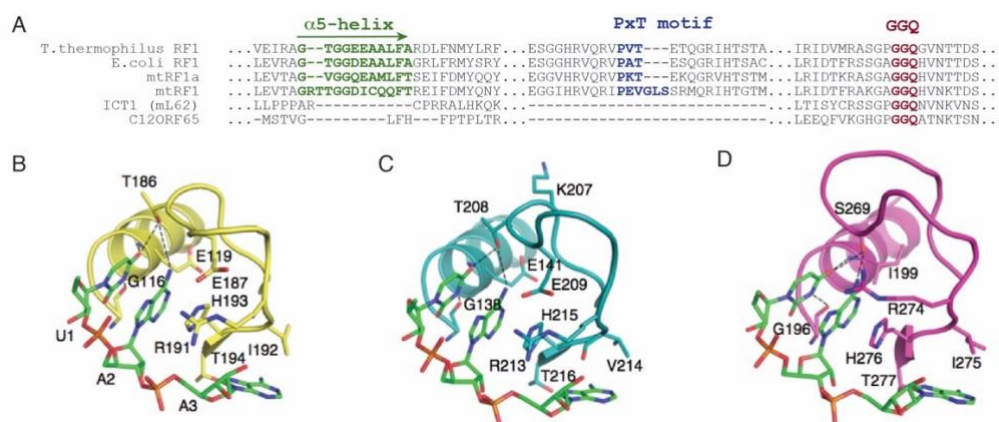 A
α5-helix PxT motif GGQ
T.thermophilus RF1 ...VEIRAG--TGGEEAALFARDLFNMYLRF...ESGGHRVQRVPVT---ETQGRIHTSTA...IRIDVMRASGPGGQGVNTTDS..
E.coli RF1 ...LEVRAG--TGGDEAALFAGRLFRMYSRY...ESGGHRVQRVPAT---ESQGRIHTSAC...LRIDTFRSSGAGGQHVNTTDS..
mtRF1a ...LEVTAG--VGGQEAMLFTSEIFDMYQQY...EGGVHRVQRVPKT---EKQGRVHTSTM...LRIDTKRASGAGGQHVNTTDS..
mtRF1 ...LEVTAGRTTGGDICQQFTREIFDMYQNY...ESGIHRVQRVPEVGLSSRMQRIHTGTM...LRIDTFRAKGAGGQHVNKTDS..
ICT1 (mL62) ...LLPPPAR---------CPRRALHKQK...-----------------------...LTISYCRSSGPGGQHVNKVNS..
C12ORF65 ...-MSTVG--------LFH--FPTPLTR...-----------------------...LEEQFVKGHGPGGQATNKTSN..
B
T186
E119
G116
E187
H193
U1
R191
I192
T194
A2
A3
C
K207
T208
E141
G138
E209
H215
R213
V214
T216
D
S269
I199
R274
G196
H276
I275
T277